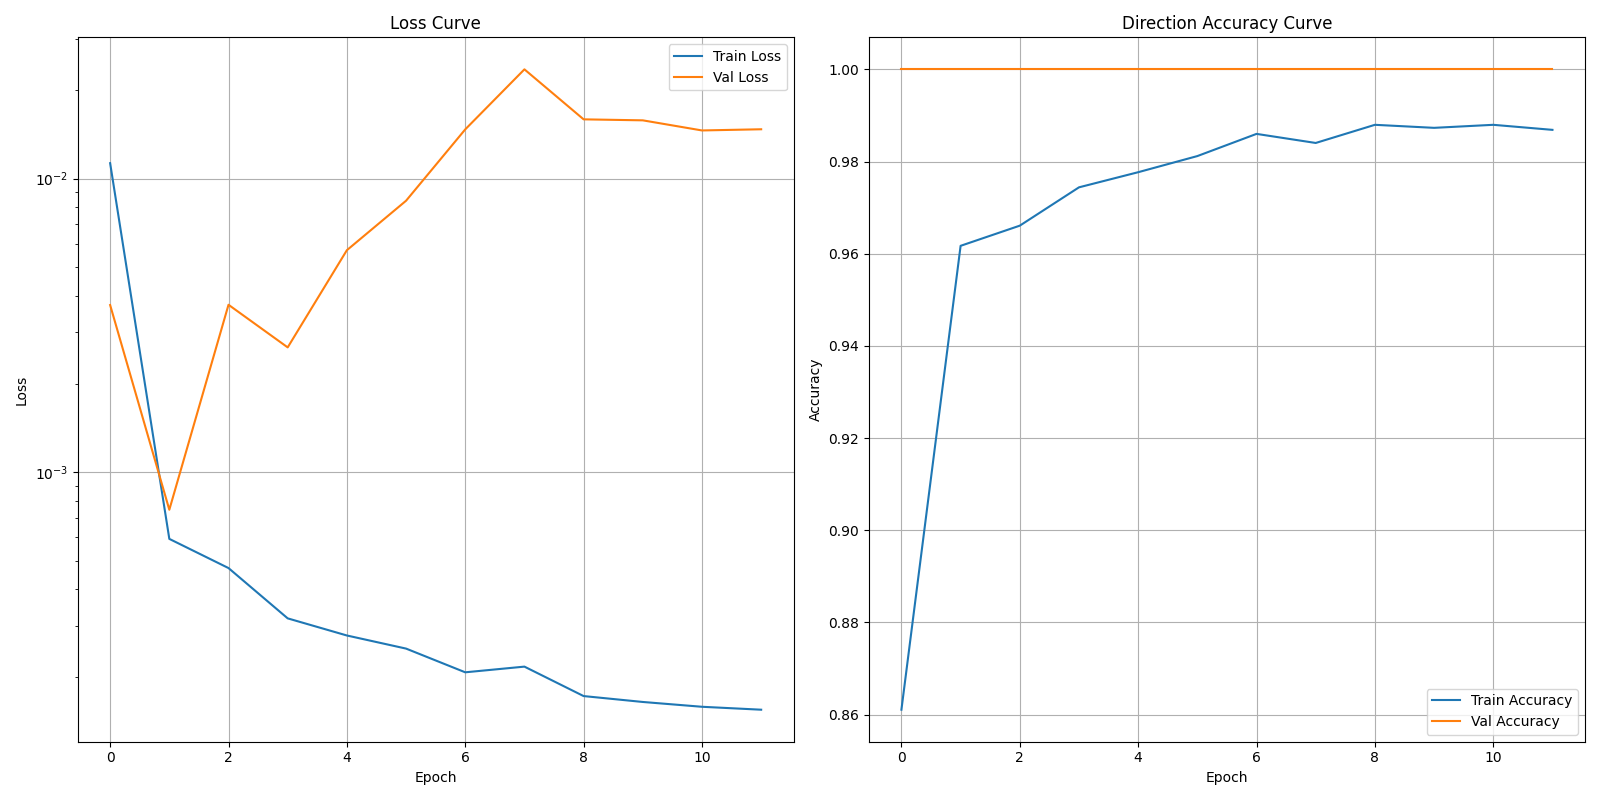 Loss Curve
Train Loss
Val Loss
10⁻²
10⁻³
Loss
0 2 4 6 8 10
Epoch
Direction Accuracy Curve
1.00
0.98
0.96
0.94
0.92
0.90
0.88
0.86
Accuracy
Train Accuracy
Val Accuracy
0 2 4 6 8 10
Epoch